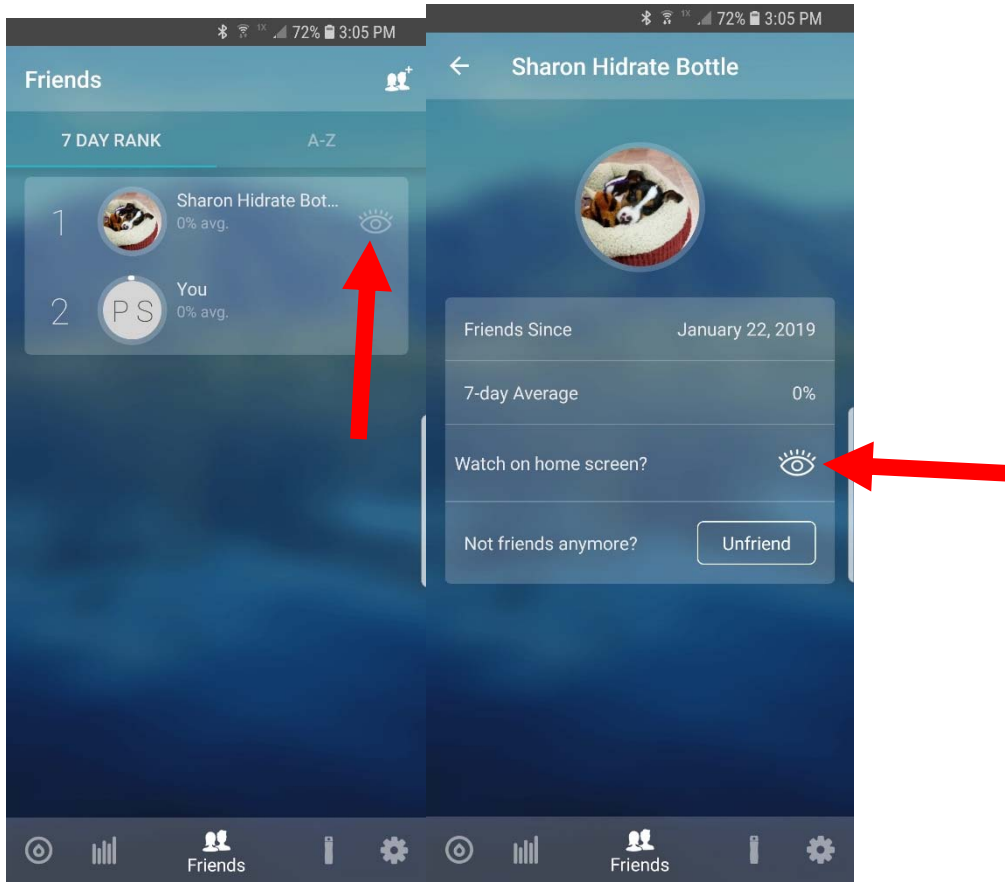 1X 72% 3:05 PM
Friends
7 DAY RANK A-Z
1 Sharon Hidrate Bot...
0% avg.
2 P S You
0% avg.
Friends
1X 72% 3:05 PM
Sharon Hidrate Bottle
Friends Since January 22, 2019
7-day Average 0%
Watch on home screen?
Not friends anymore? Unfriend
Friends